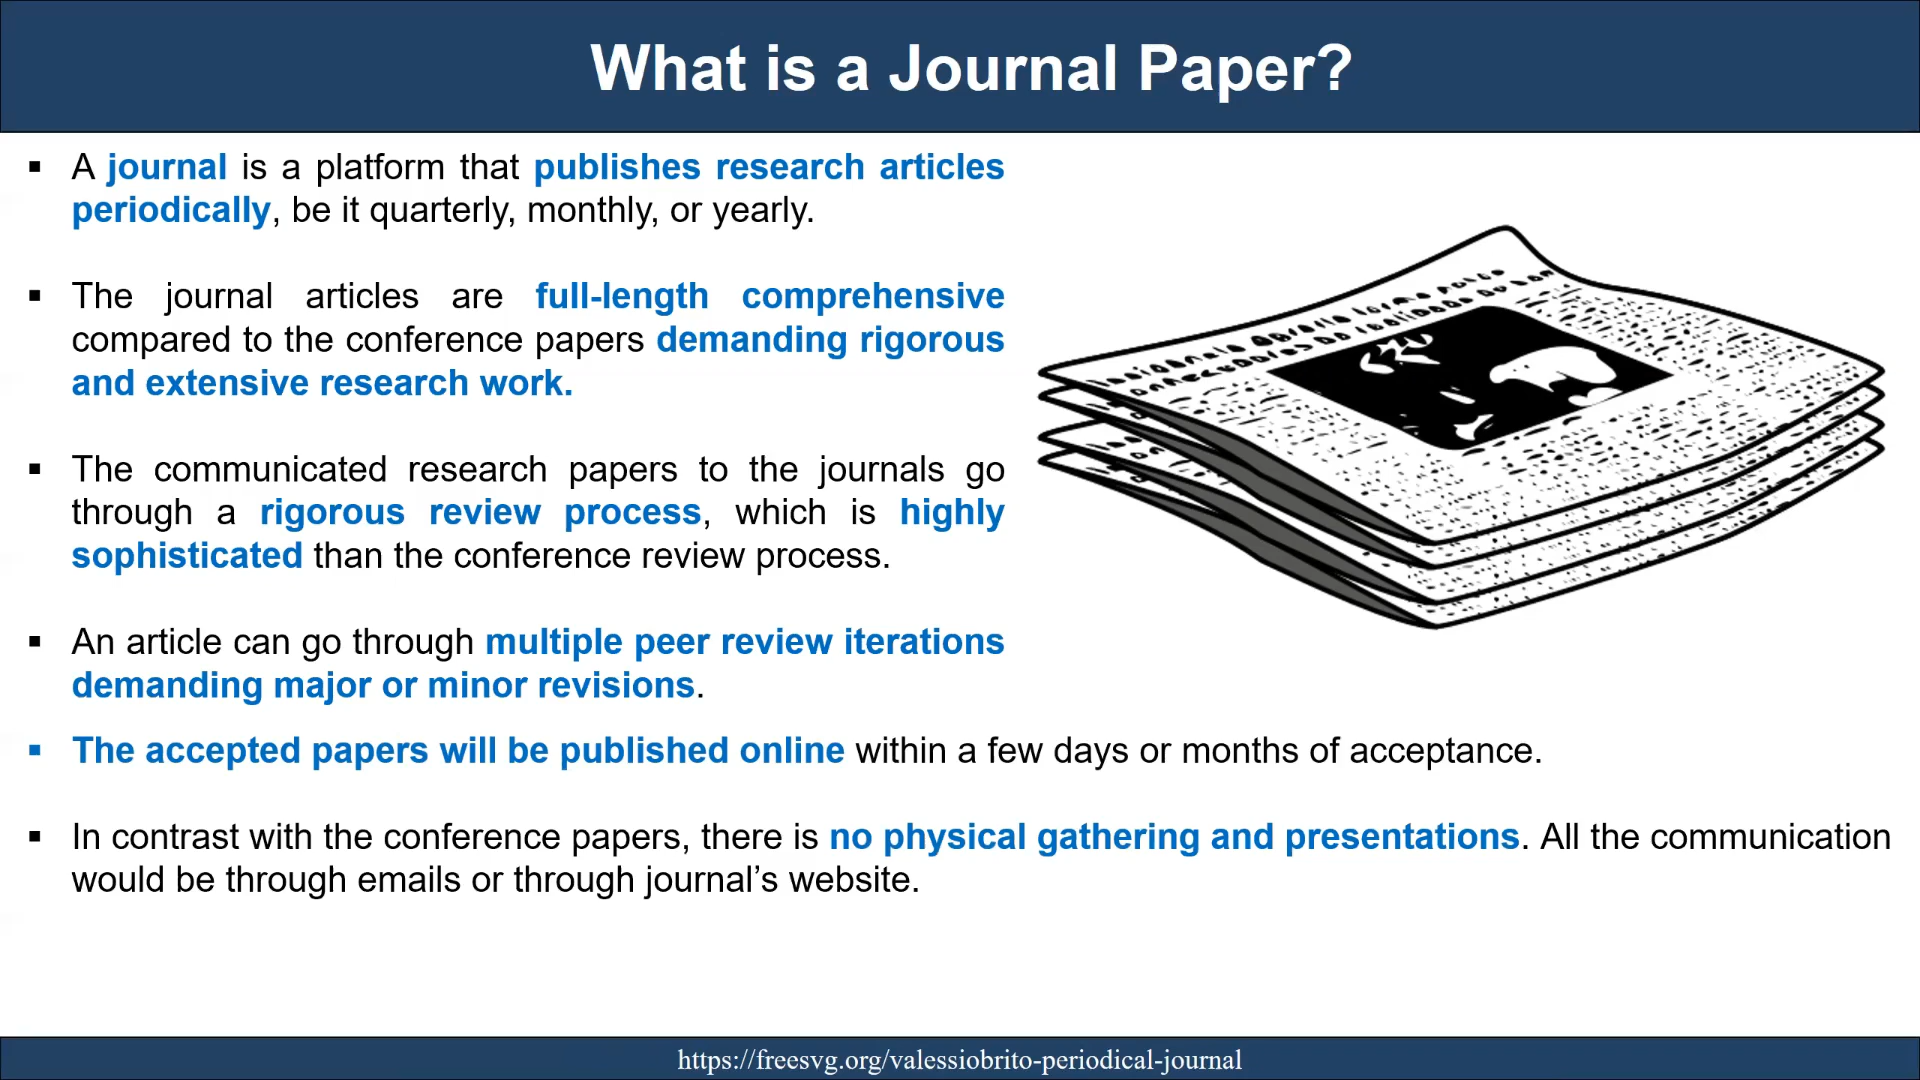 What is a Journal Paper?
▪ A journal is a platform that publishes research articles
periodically, be it quarterly, monthly, or yearly.
▪ The journal articles are full-length comprehensive
compared to the conference papers demanding rigorous
and extensive research work.
▪ The communicated research papers to the journals go
through a rigorous review process, which is highly
sophisticated than the conference review process.
▪ An article can go through multiple peer review iterations
demanding major or minor revisions.
▪ The accepted papers will be published online within a few days or months of acceptance.
▪ In contrast with the conference papers, there is no physical gathering and presentations. All the communication
would be through emails or through journal’s website.
https://freesvg.org/valessiobrito-periodical-journal